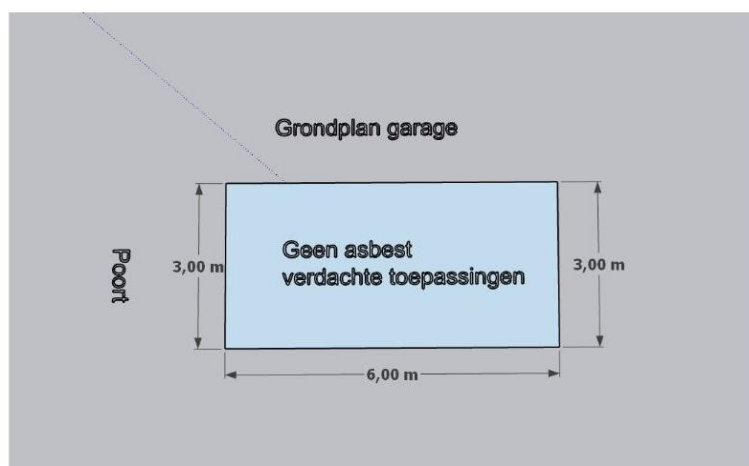 Grondplan garage
Poort
3,00 m
Geen asbest
verdachte toepassingen
3,00 m
6,00 m